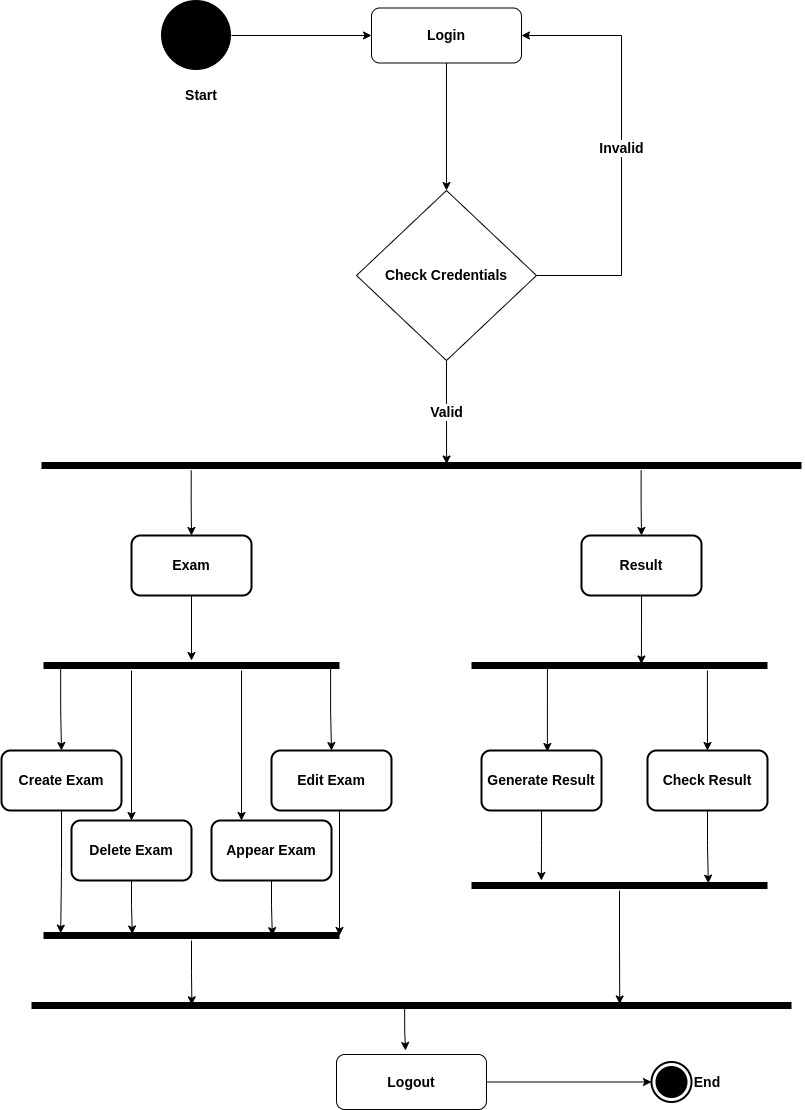 Login
Start
Invalid
Check Credentials
Valid
Exam
Result
Create Exam
Edit Exam
Generate Result
Check Result
Delete Exam
Appear Exam
Logout
End